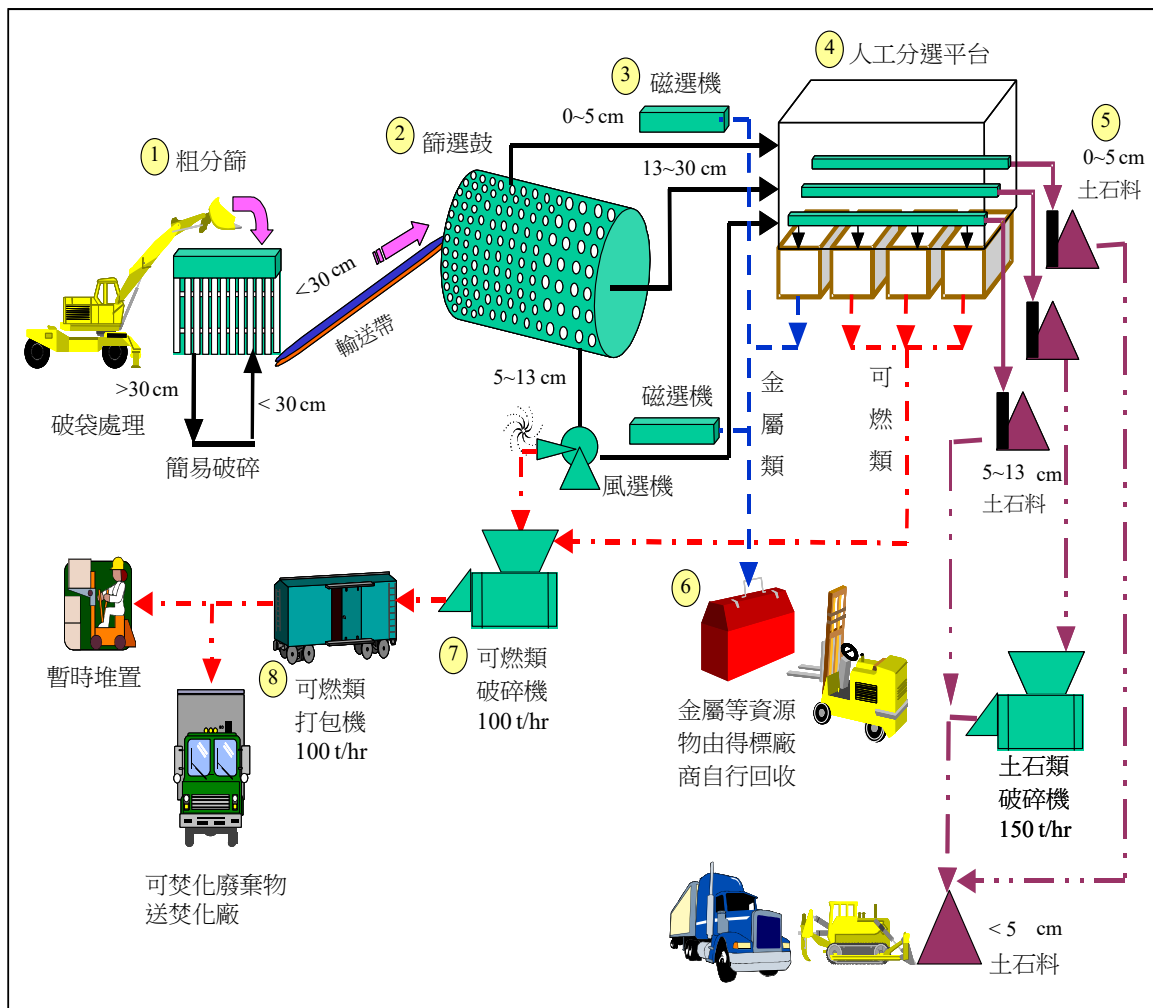 1 粗分篩
>30 cm
< 30 cm
破袋處理
簡易破碎
<30 cm
輸送帶
2 篩選鼓
3 磁選機
0~5 cm
13~30 cm
5~13 cm
磁選機
風選機
4 人工分選平台
金屬類
可燃類
5
0~5 cm
土石料
5~13 cm
土石料
6
金屬等資源
物由得標廠
商自行回收
7 可燃類
破碎機
100 t/hr
8 可燃類
打包機
100 t/hr
暫時堆置
可焚化廢棄物
送焚化廠
土石類
破碎機
150 t/hr
< 5 cm
土石料